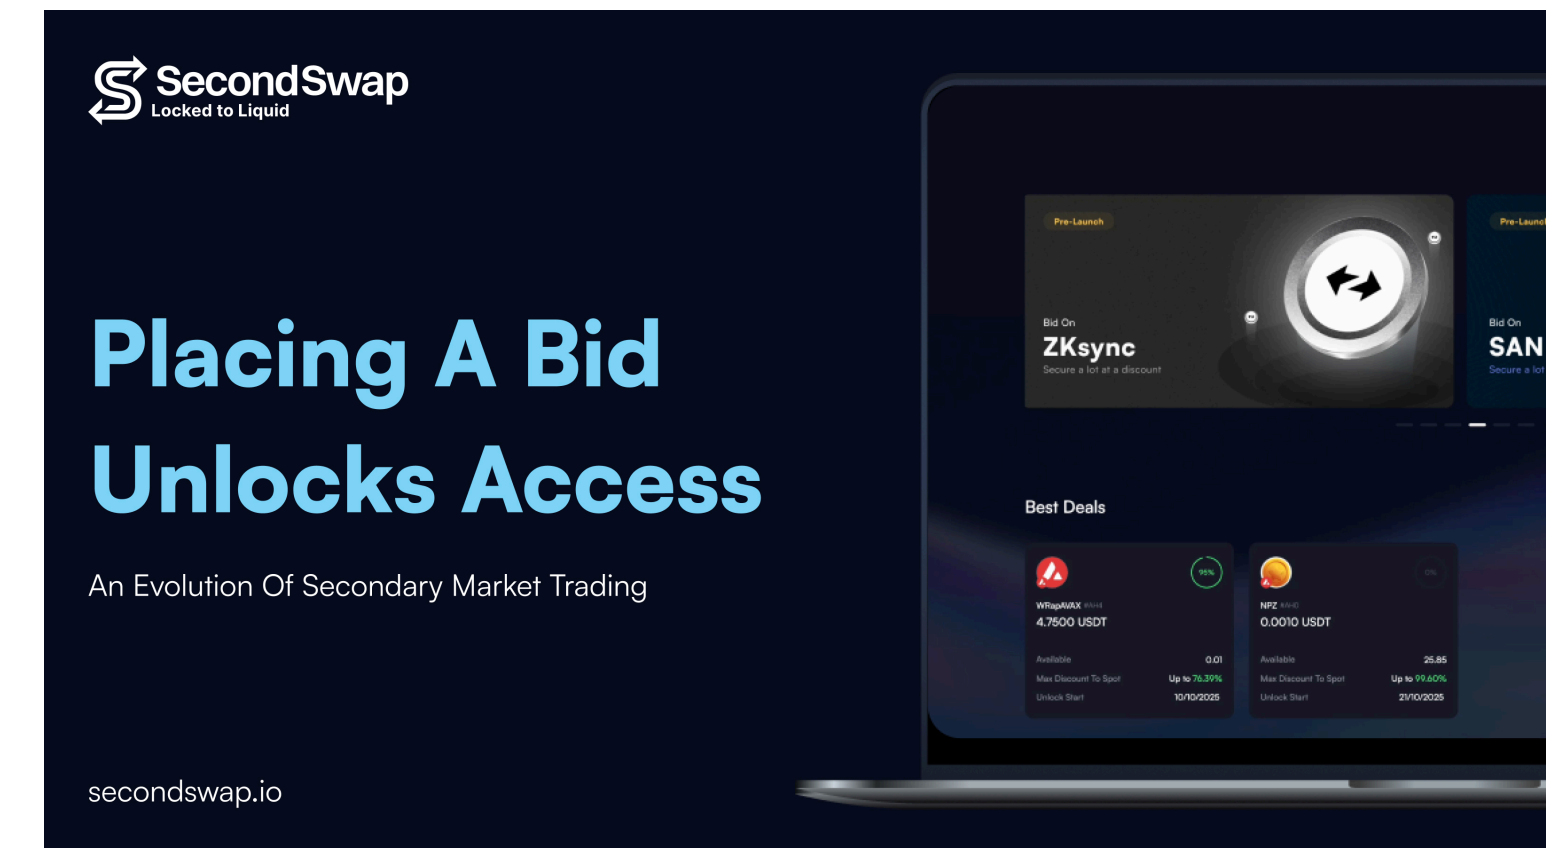 SecondSwap
Locked to Liquid
Placing A Bid
Unlocks Access
An Evolution Of Secondary Market Trading
secondswap.io
Pre-Launch
Bid On
ZKsync
Secure a lot at a discount
Pre-Launch
Bid On
SAN
Secure a lot
Best Deals
95%
WRapAVAX
4.7500 USDT
Available 0.01
Max Discount To Spot Up to 76.39%
Unlock Start 10/10/2025
0%
NPZ
0.0010 USDT
Available 25.85
Max Discount To Spot Up to 99.60%
Unlock Start 21/10/2025